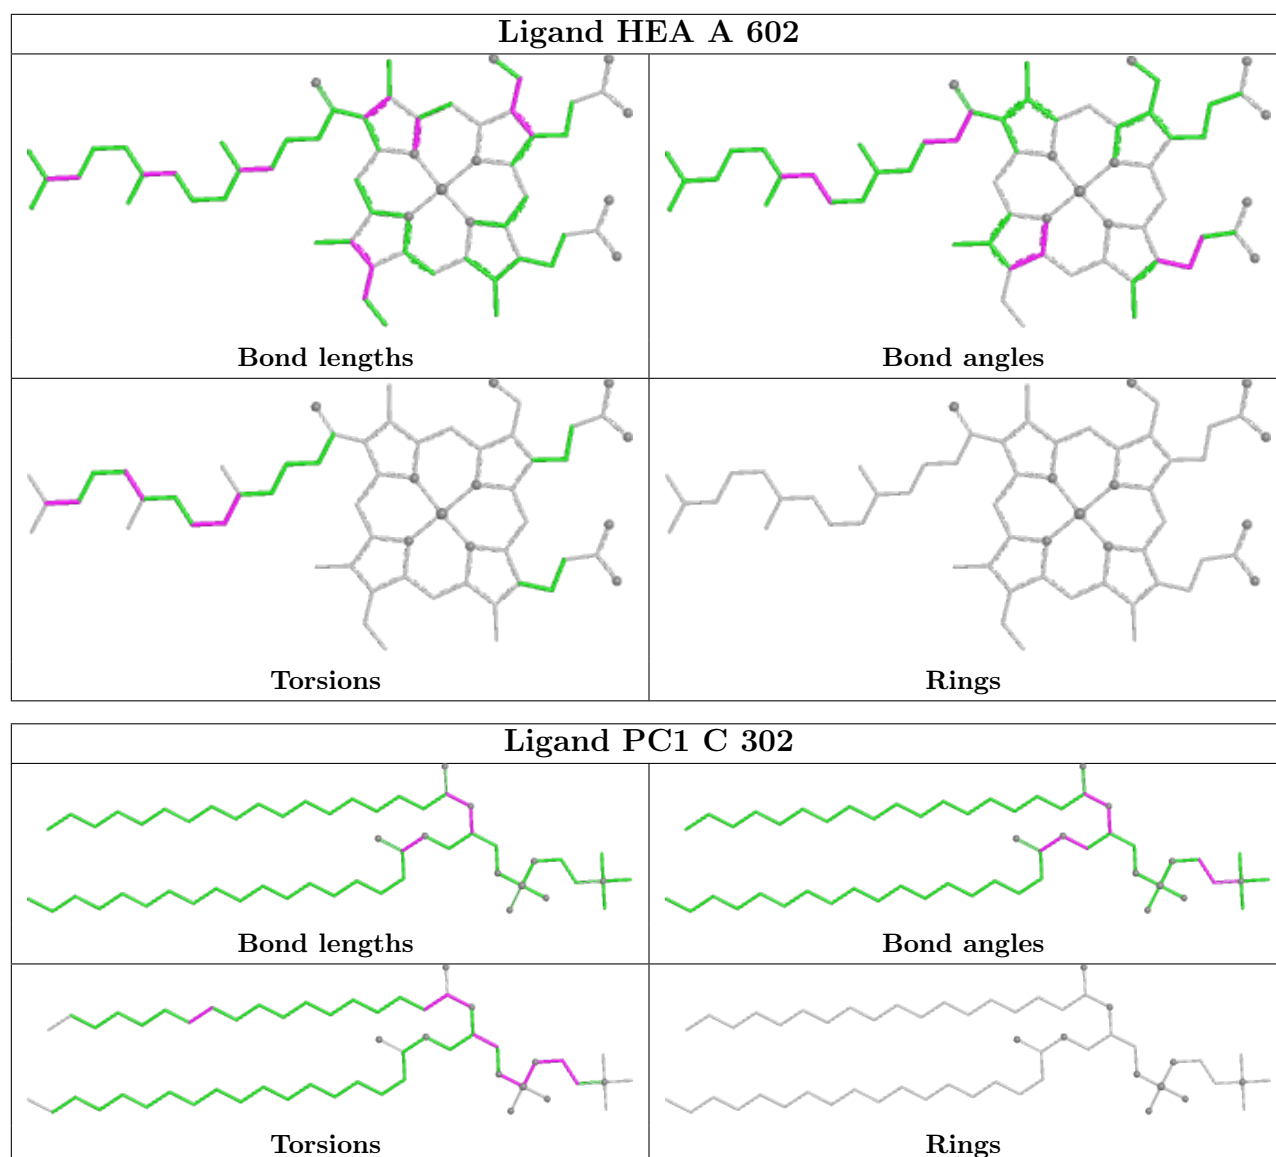 Ligand HEA A 602
Bond lengths
Bond angles
Torsions
Rings
Ligand PC1 C 302
Bond lengths
Bond angles
Torsions
Rings